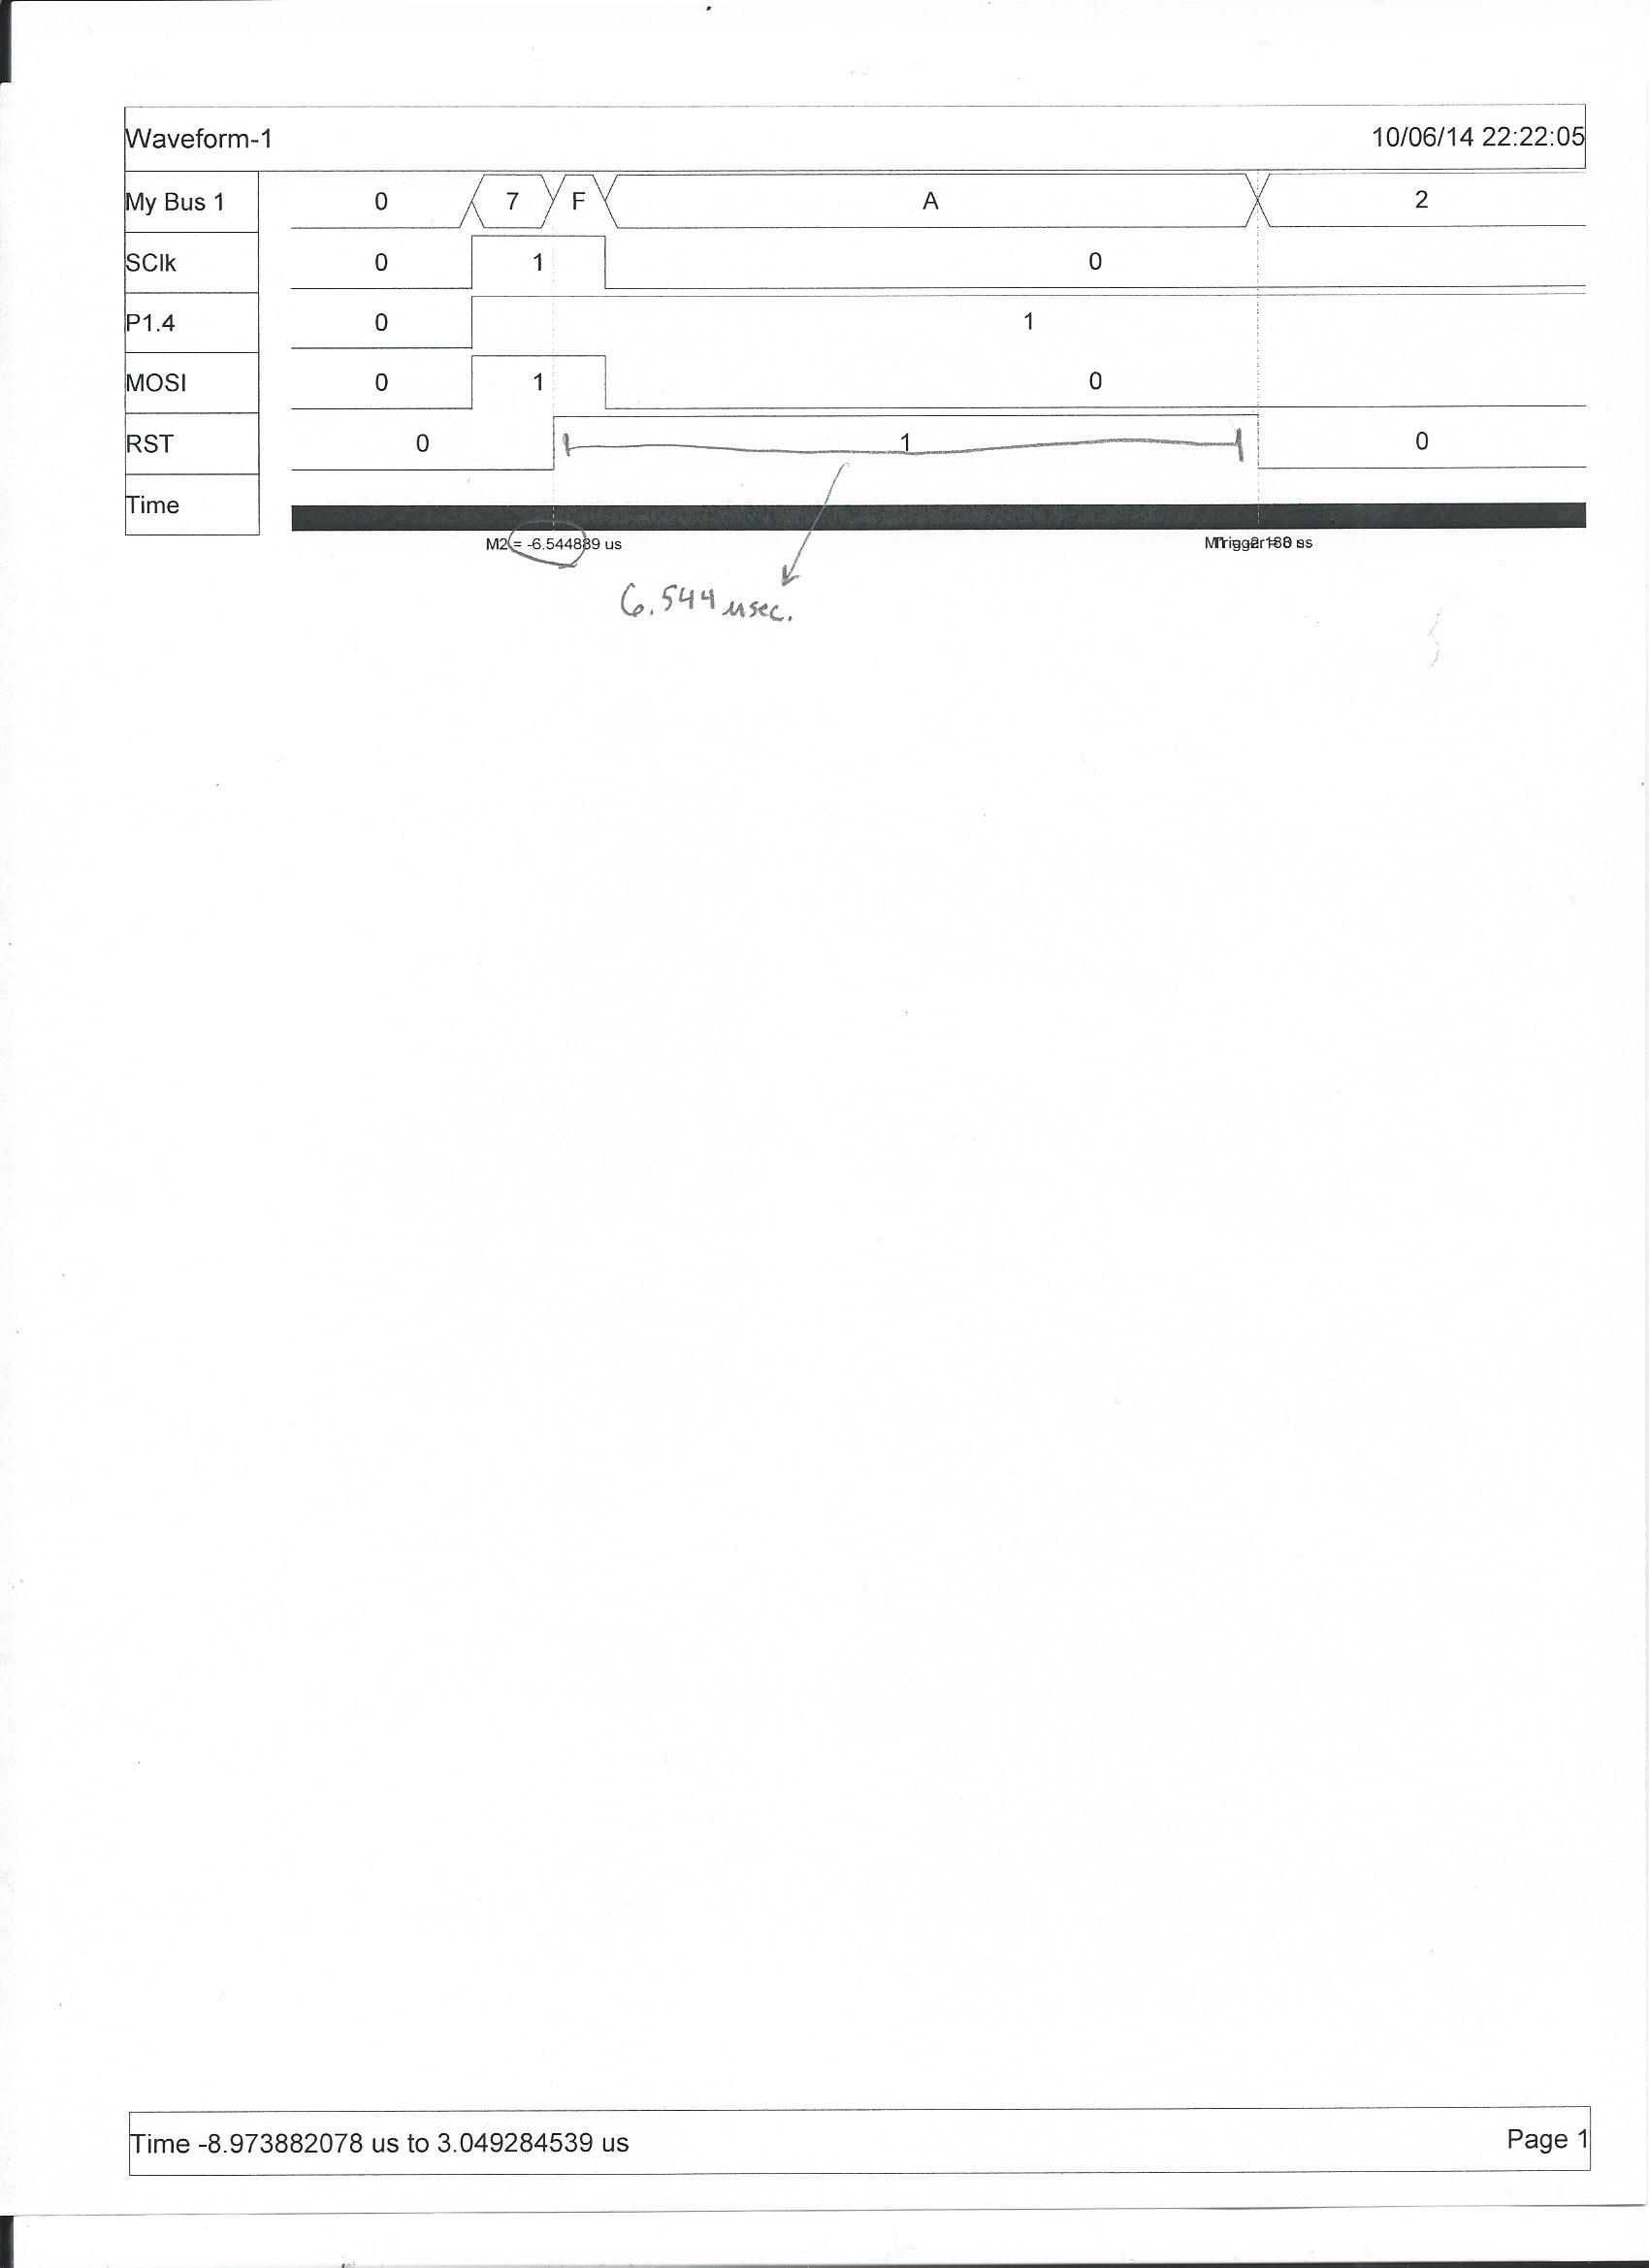 Waveform-1 10/06/14 22:22:05
My Bus 1 0 7 F A 2
SClk 0 1 0
P1.4 0 1
MOSI 0 1 0
RST 0 1 0
Time
M2 = -6.544889 us
6.544 usec.
Time -8.973882078 us to 3.049284539 us Page 1